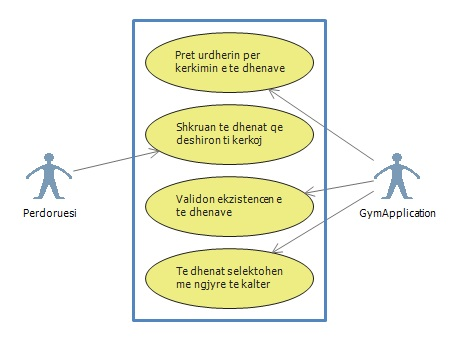 Pret urdherin per
kerkimin e te dhenave
Shkruan te dhenat qe
deshiron ti kerkoj
Perdoruesi
Validon ekzistencen e
te dhenave
GymApplication
Te dhenat selektohen
me ngjyre te kalter